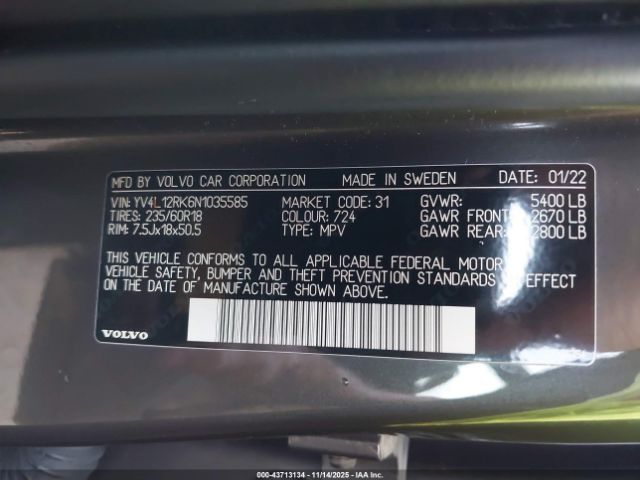 MFD BY VOLVO CAR CORPORATION MADE IN SWEDEN DATE: 01/22
VIN: YV4L12RK6N1035585 MARKET CODE: 31 GVWR: 5400 LB
TIRES: 235/60R18 COLOUR: 724 GAWR FRONT: 2670 LB
RIM: 7.5Jx18x50.5 TYPE: MPV GAWR REAR: 2800 LB
THIS VEHICLE CONFORMS TO ALL APPLICABLE FEDERAL MOTOR
VEHICLE SAFETY, BUMPER AND THEFT PREVENTION STANDARDS IN EFFECT
ON THE DATE OF MANUFACTURE SHOWN ABOVE.
VOLVO
000-43713134 - 11/14/2025 - IAA Inc.